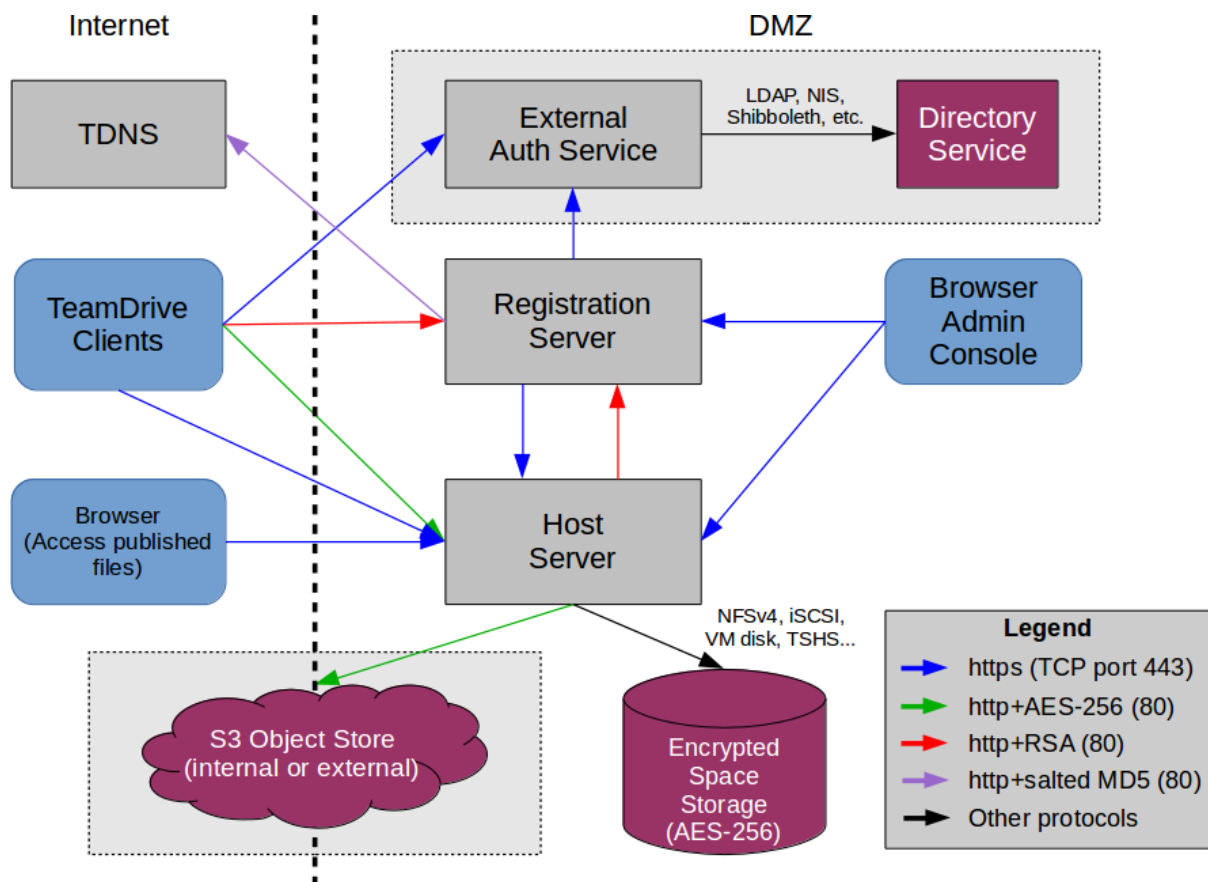 Internet
DMZ
TDNS
External
Auth Service
LDAP, NIS,
Shibboleth, etc.
Directory
Service
TeamDrive
Clients
Registration
Server
Browser
Admin
Console
Browser
(Access published
files)
Host
Server
NFSv4, iSCSI,
VM disk, TSHS...
S3 Object Store
(internal or external)
Encrypted
Space
Storage
(AES-256)
Legend
https (TCP port 443)
http+AES-256 (80)
http+RSA (80)
http+salted MD5 (80)
Other protocols